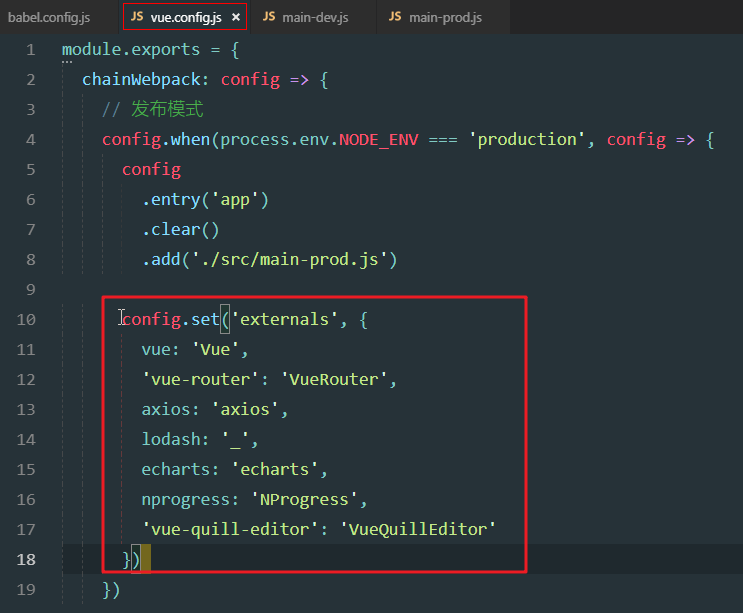 babel.config.js JS vue.config.js × JS main-dev.js JS main-prod.js
1 module.exports = {
2 chainWebpack: config => {
3 // 发布模式
4 config.when(process.env.NODE_ENV === 'production', config => {
5 config
6 .entry('app')
7 .clear()
8 .add('./src/main-prod.js')
9
10 config.set('externals', {
11 vue: 'Vue',
12 'vue-router': 'VueRouter',
13 axios: 'axios',
14 lodash: '_',
15 echarts: 'echarts',
16 nprogress: 'NProgress',
17 'vue-quill-editor': 'VueQuillEditor'
18 })
19 })